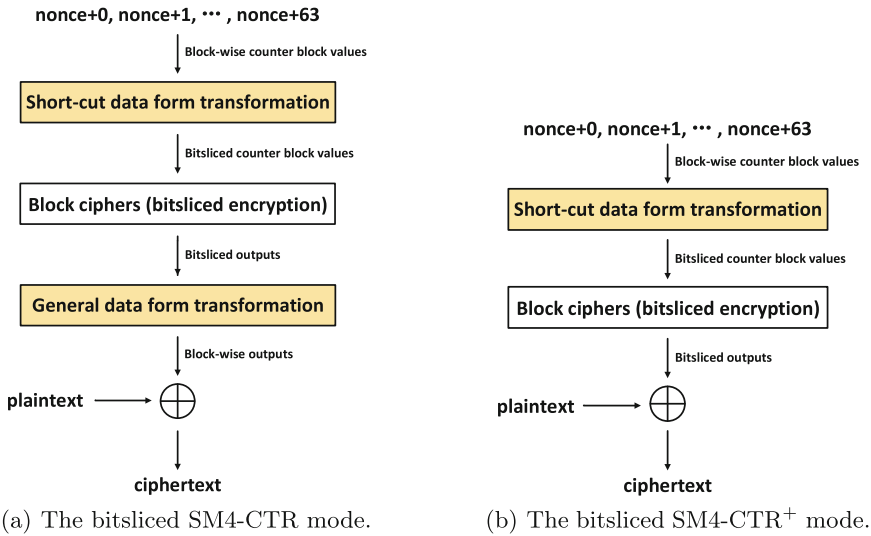 nonce+0, nonce+1, ··· , nonce+63
Block-wise counter block values
Short-cut data form transformation
Bitsliced counter block values
Block ciphers (bitsliced encryption)
Bitsliced outputs
General data form transformation
Block-wise outputs
plaintext
ciphertext
(a) The bitsliced SM4-CTR mode.
nonce+0, nonce+1, ··· , nonce+63
Block-wise counter block values
Short-cut data form transformation
Bitsliced counter block values
Block ciphers (bitsliced encryption)
Bitsliced outputs
plaintext
ciphertext
(b) The bitsliced SM4-CTR⁺ mode.